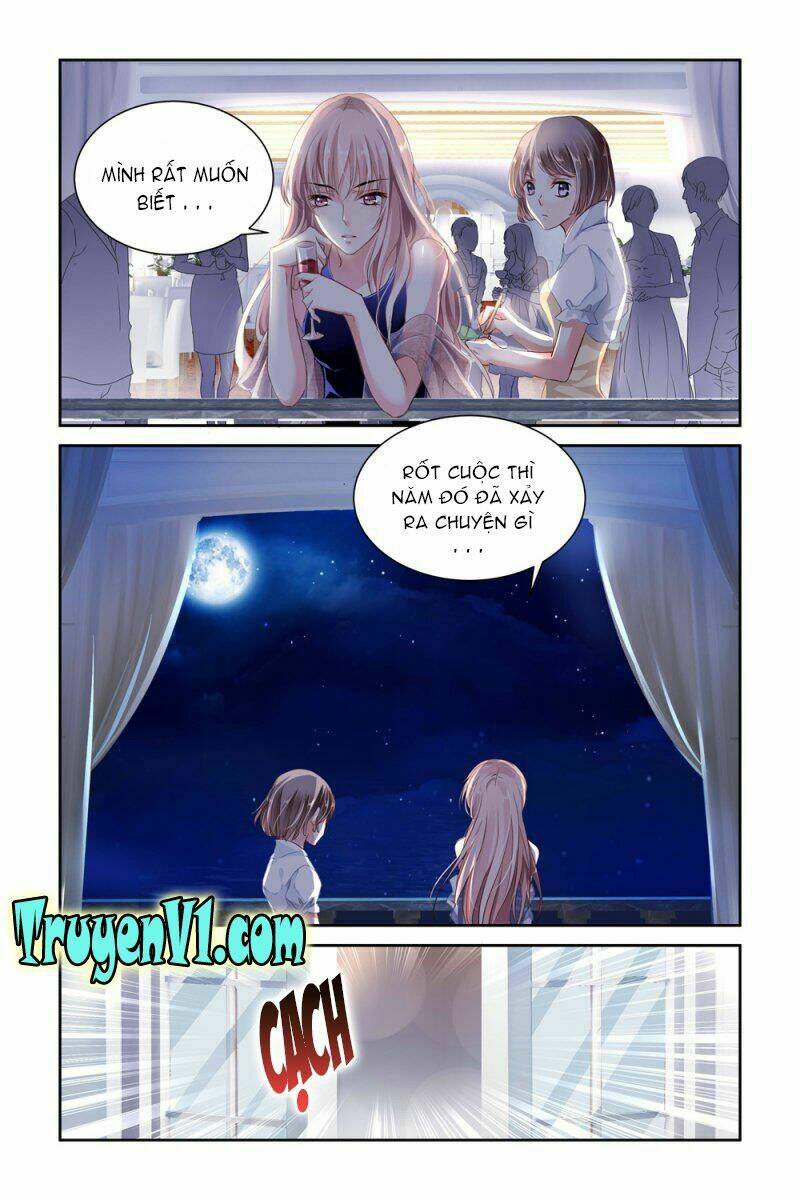 MÌNH RẤT MUỐN
BIẾT . . .
RỐT CUỘC THÌ
NĂM ĐÓ ĐÃ XẢY
RA CHUYỆN GÌ
. . .
TRUYENV1.COM
CẠCH